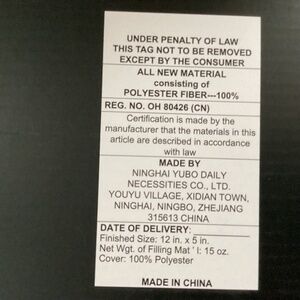 UNDER PENALTY OF LAW
THIS TAG NOT TO BE REMOVED
EXCEPT BY THE CONSUMER
ALL NEW MATERIAL
consisting of
POLYESTER FIBER---100%
REG. NO. OH 80426 (CN)
Certification is made by the
manufacturer that the materials in this
article are described in accordance
with law
MADE BY
NINGHAI YUBO DAILY
NECESSITIES CO., LTD.
YOUYU VILLAGE, XIDIAN TOWN,
NINGHAI, NINGBO, ZHEJIANG
315613 CHINA
DATE OF DELIVERY:
Finished Size: 12 in. x 5 in.
Net Wgt. of Filling Mat ' l: 15 oz.
Cover: 100% Polyester
MADE IN CHINA